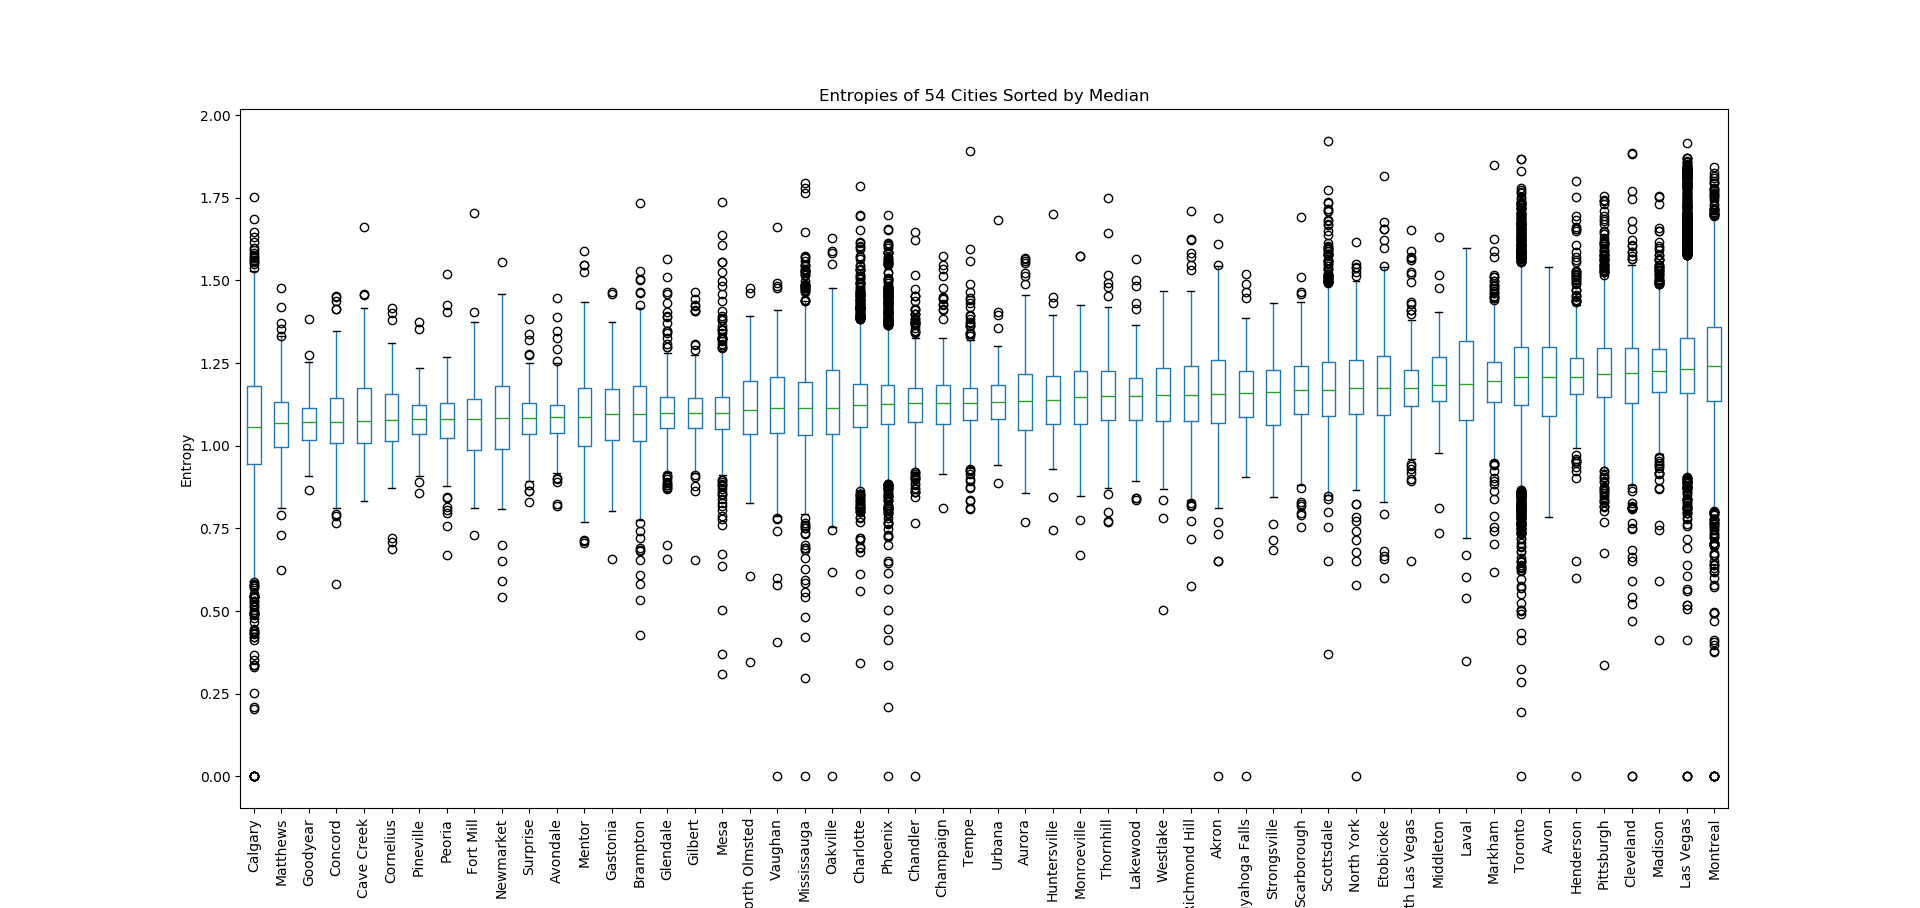 Entropies of 54 Cities Sorted by Median
2.00
1.75
1.50
1.25
1.00
0.75
0.50
0.25
0.00
Entropy
Calgary
Matthews
Goodyear
Concord
Cave Creek
Cornelius
Pineville
Peoria
Fort Mill
Newmarket
Surprise
Avondale
Mentor
Gastonia
Brampton
Glendale
Gilbert
Mesa
orth Olmsted
Vaughan
Mississauga
Oakville
Charlotte
Phoenix
Chandler
Champaign
Tempe
Urbana
Aurora
Huntersville
Monroeville
Thornhill
Lakewood
Westlake
ichmond Hill
Akron
yahoga Falls
Strongsville
Scarborough
Scottsdale
North York
Etobicoke
th Las Vegas
Middleton
Laval
Markham
Toronto
Avon
Henderson
Pittsburgh
Cleveland
Madison
Las Vegas
Montreal